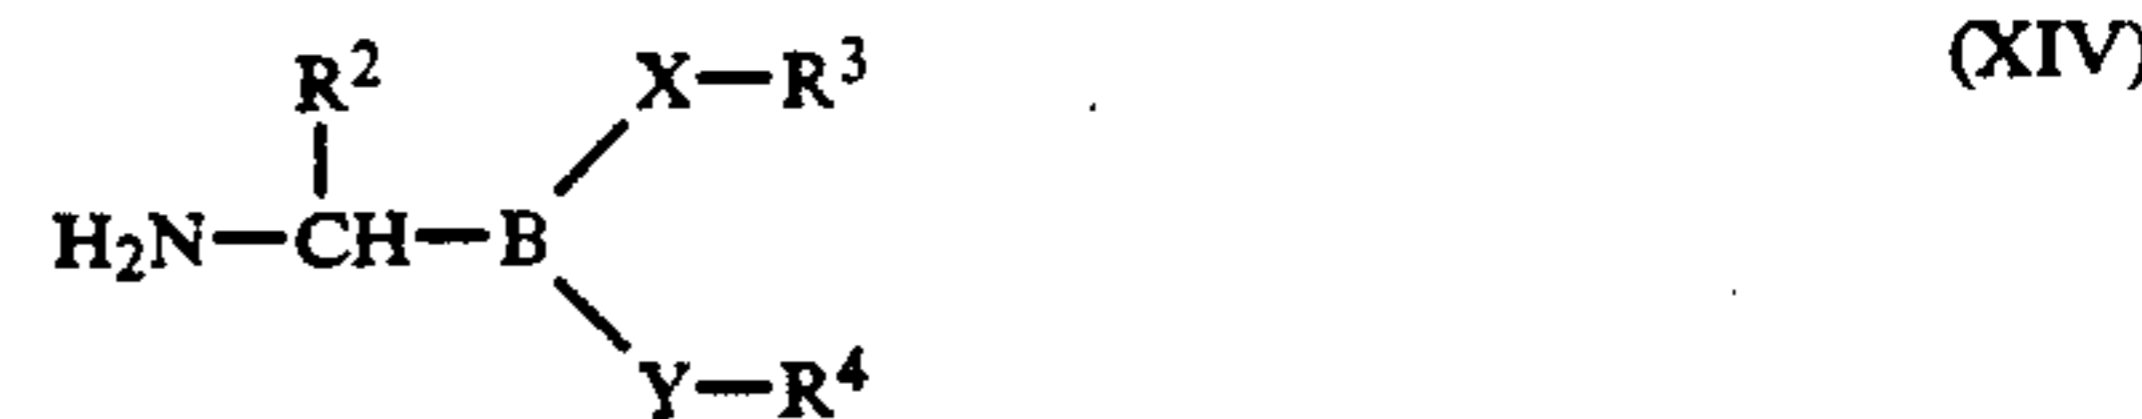 R² X—R³ (XIV)
H₂N—CH—B
Y—R⁴